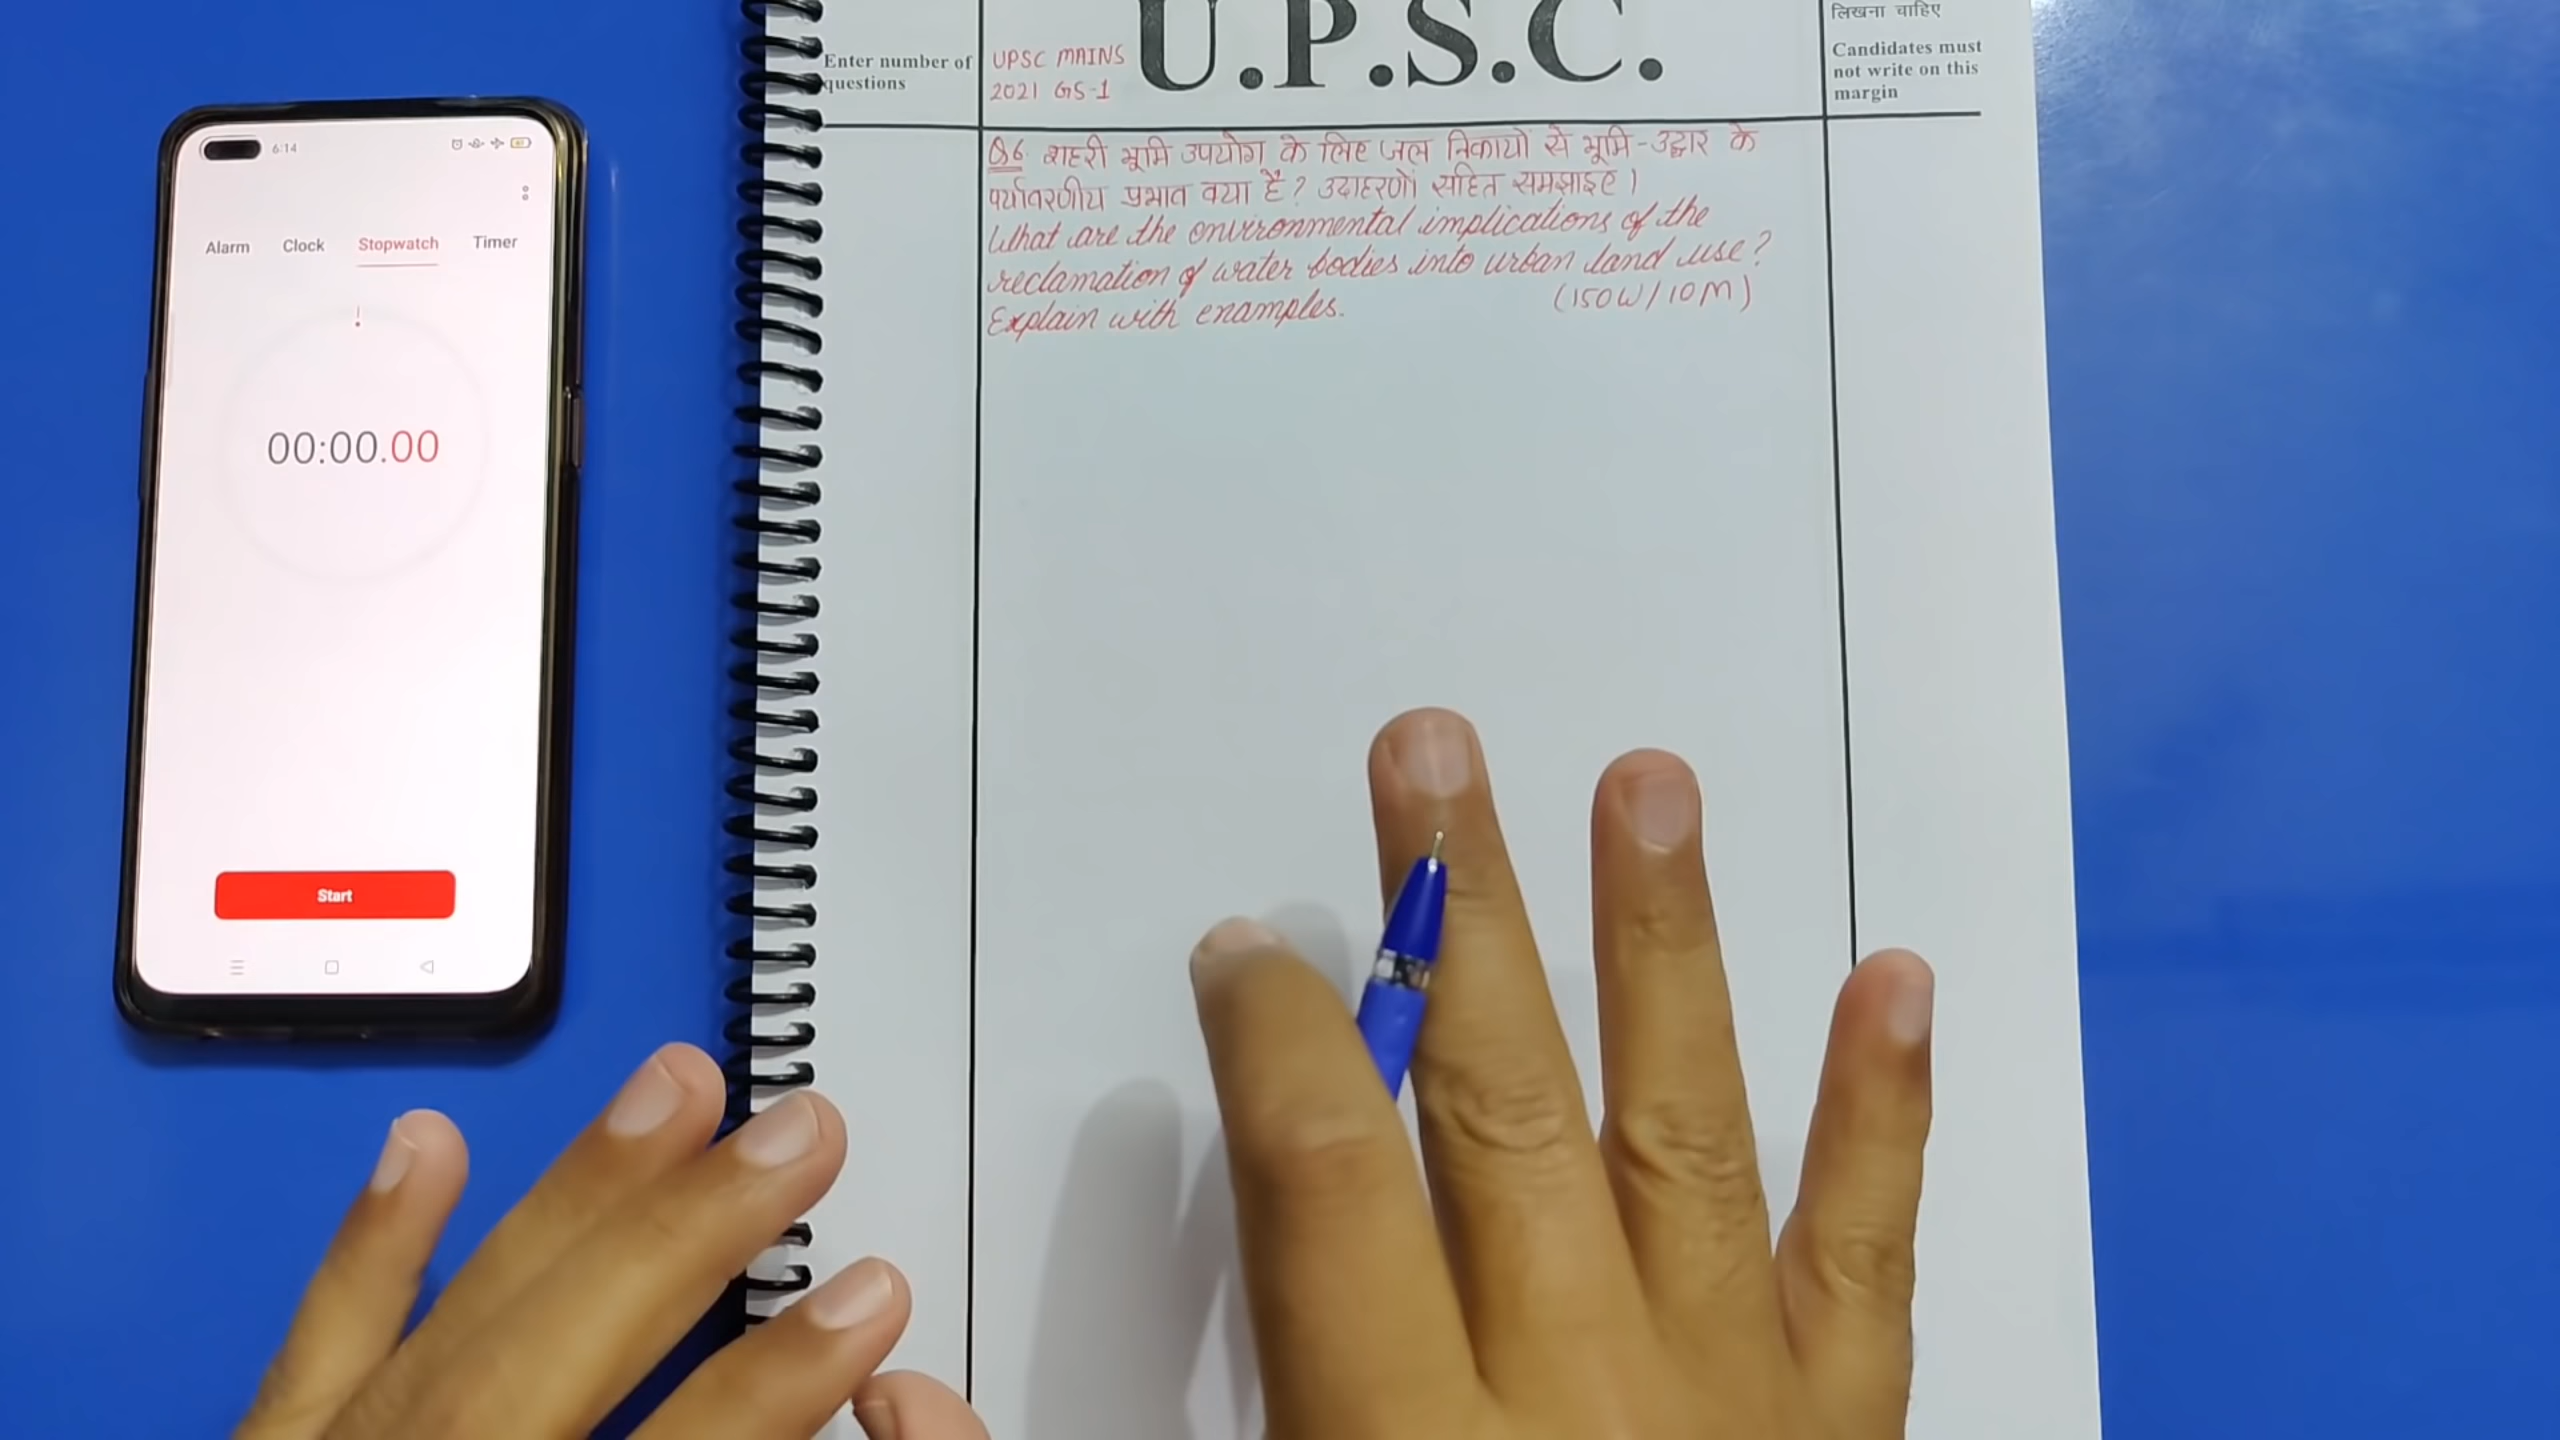 6:14
Alarm Clock Stopwatch Timer
00:00.00
Start
Enter number of
questions
UPSC MAINS
2021 GS-1
U.P.S.C.
लिखना चाहिए
Candidates must
not write on this
margin
Q6. शहरी भूमि उपयोग के लिए जल निकायों से भूमि-उद्धार के
पर्यावरणीय प्रभाव क्या हैं? उदाहरणों सहित समझाइए।
What are the environmental implications of the
reclamation of water bodies into urban land use?
Explain with examples. (150W/10M)